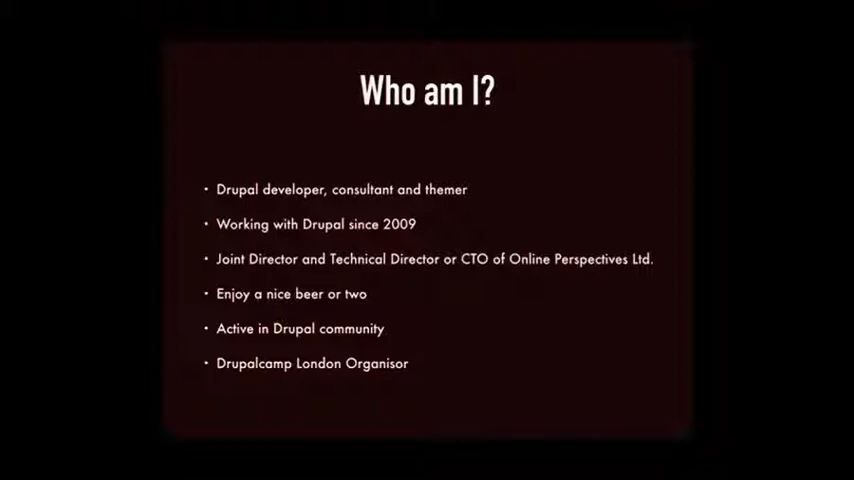 Who am I?
• Drupal developer, consultant and themer
• Working with Drupal since 2009
• Joint Director and Technical Director or CTO of Online Perspectives Ltd.
• Enjoy a nice beer or two
• Active in Drupal community
• Drupalcamp London Organisor